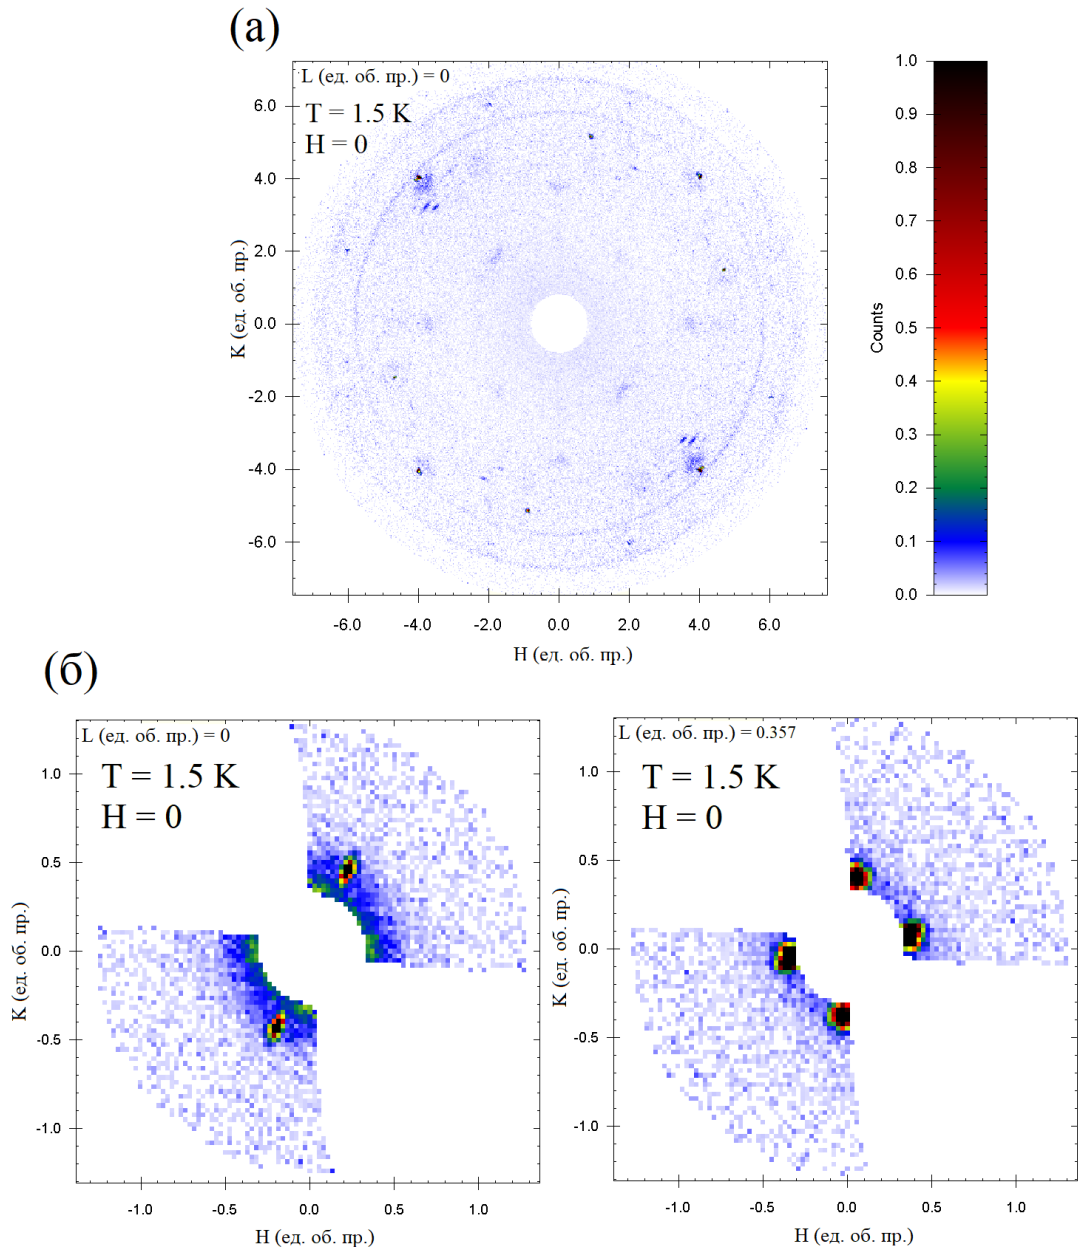 (а)
L (ед. об. пр.) = 0
T = 1.5 K
H = 0
6.0
4.0
2.0
0.0
-2.0
-4.0
-6.0
K (ед. об. пр.)
-6.0 -4.0 -2.0 0.0 2.0 4.0 6.0
H (ед. об. пр.)
1.0
0.9
0.8
0.7
0.6
0.5
0.4
0.3
0.2
0.1
0.0
Counts
(б)
L (ед. об. пр.) = 0
T = 1.5 K
H = 0
1.0
0.5
0.0
-0.5
-1.0
K (ед. об. пр.)
-1.0 -0.5 0.0 0.5 1.0
H (ед. об. пр.)
L (ед. об. пр.) = 0.357
T = 1.5 K
H = 0
1.0
0.5
0.0
-0.5
-1.0
K (ед. об. пр.)
-1.0 -0.5 0.0 0.5 1.0
H (ед. об. пр.)